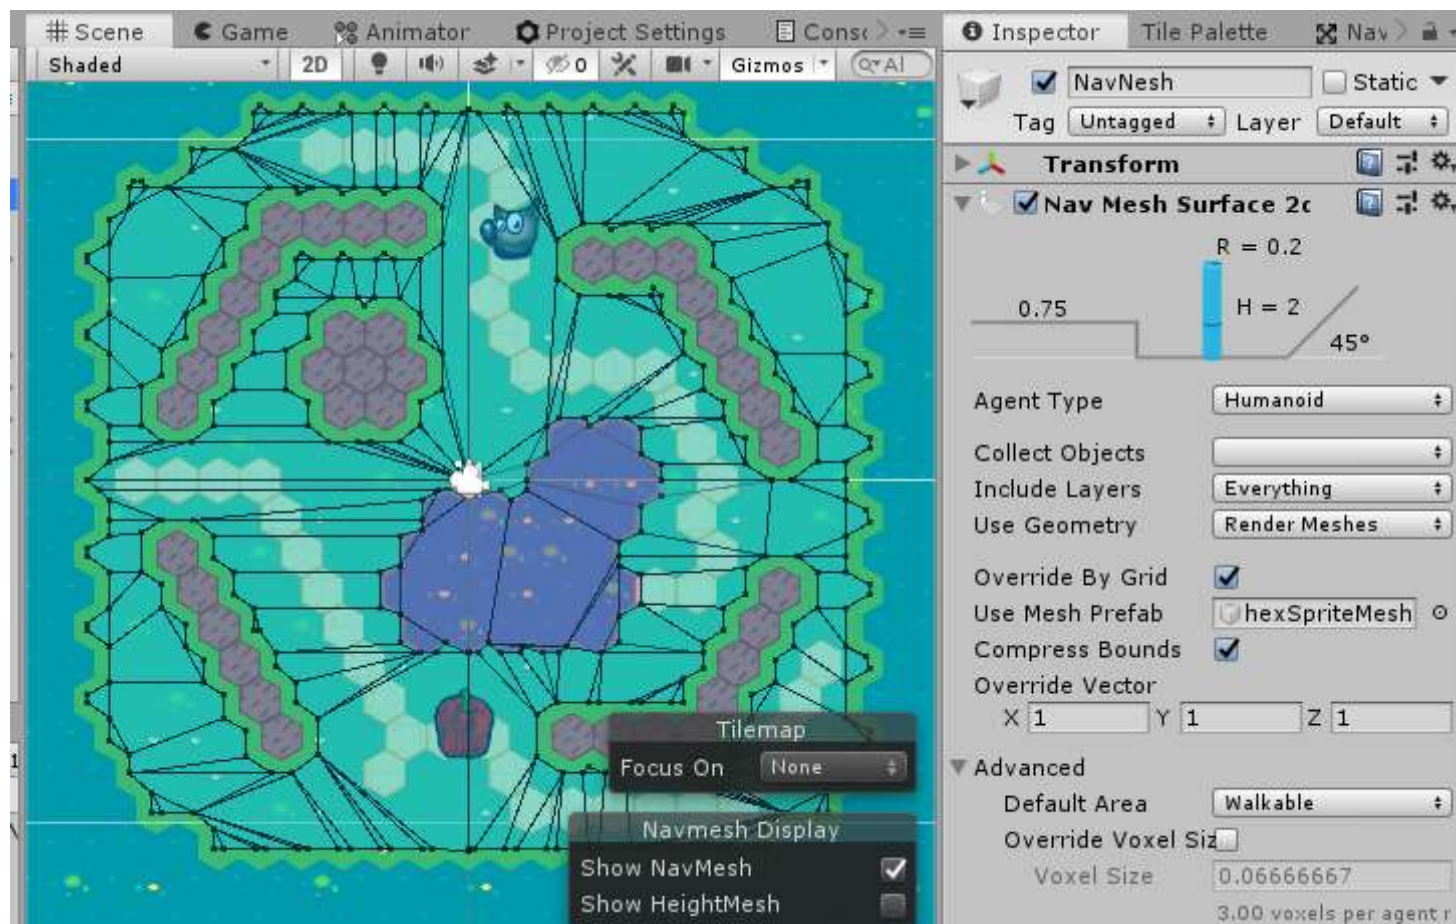 Scene Game Animator Project Settings Conso
Inspector Tile Palette Nav
Shaded 2D 0 Gizmos All
NavNesh Static
Tag Untagged Layer Default
Transform
Nav Mesh Surface 2d
R = 0.2
0.75 H = 2
45°
Agent Type Humanoid
Collect Objects
Include Layers Everything
Use Geometry Render Meshes
Override By Grid
Use Mesh Prefab hexSpriteMesh
Compress Bounds
Override Vector
X 1 Y 1 Z 1
Advanced
Default Area Walkable
Override Voxel Siz
Voxel Size 0.06666667
3.00 voxels per agent r
Tilemap
Focus On None
Navmesh Display
Show NavMesh
Show HeightMesh